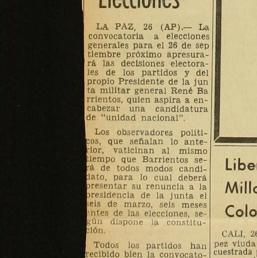 Elecciones
LA PAZ, 26 (AP).— La
convocatoria a elecciones
generales para el 26 de sep
tiembre próximo apresura-
rá las decisiones electora-
les de los partidos y del
propio Presidente de la jun
ta militar general René Ba
rrientos, quien aspira a en-
cabezar una candidatura
de "unidad nacional".
Los observadores políti-
cos, que señalan lo ante-
rior, vaticinan al mismo
tiempo que Barrientos se-
rá de todos modos candi-
dato, para lo cual deberá
presentar su renuncia a la
presidencia de la junta el
seis de marzo, seis meses
antes de las elecciones, se-
gún dispone la constitu-
ción.
Todos los partidos han
recibido bien la convocato-
Liber
Millo
Colo
CALI, 26
pez viuda
cuestrada